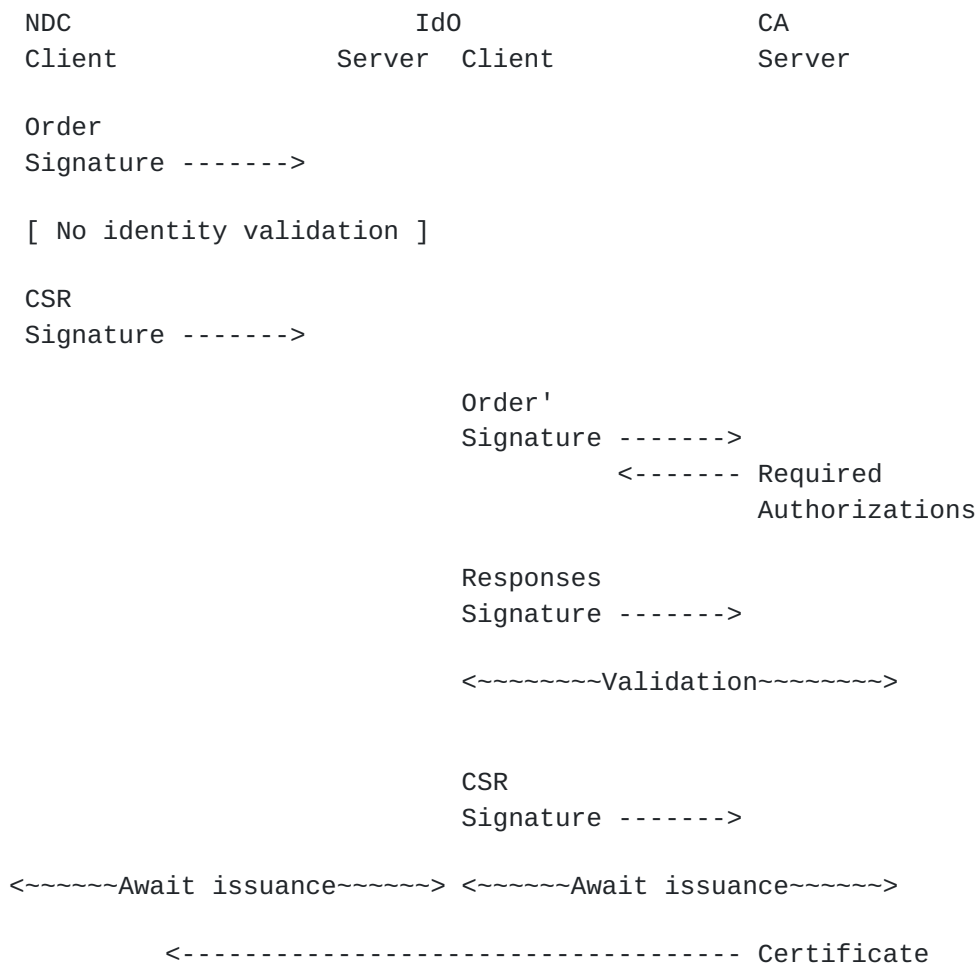 NDC                    IdO                   CA
Client              Server  Client             Server
Order
Signature ------->
[ No identity validation ]
CSR
Signature ------->
Order'
Signature ------->
<------- Required
Authorizations
Responses
Signature ------->
<~~~~~~~~Validation~~~~~~~~>
CSR
Signature ------->
<~~~~~~Await issuance~~~~~~> <~~~~~~Await issuance~~~~~~>
<------------------------------------ Certificate